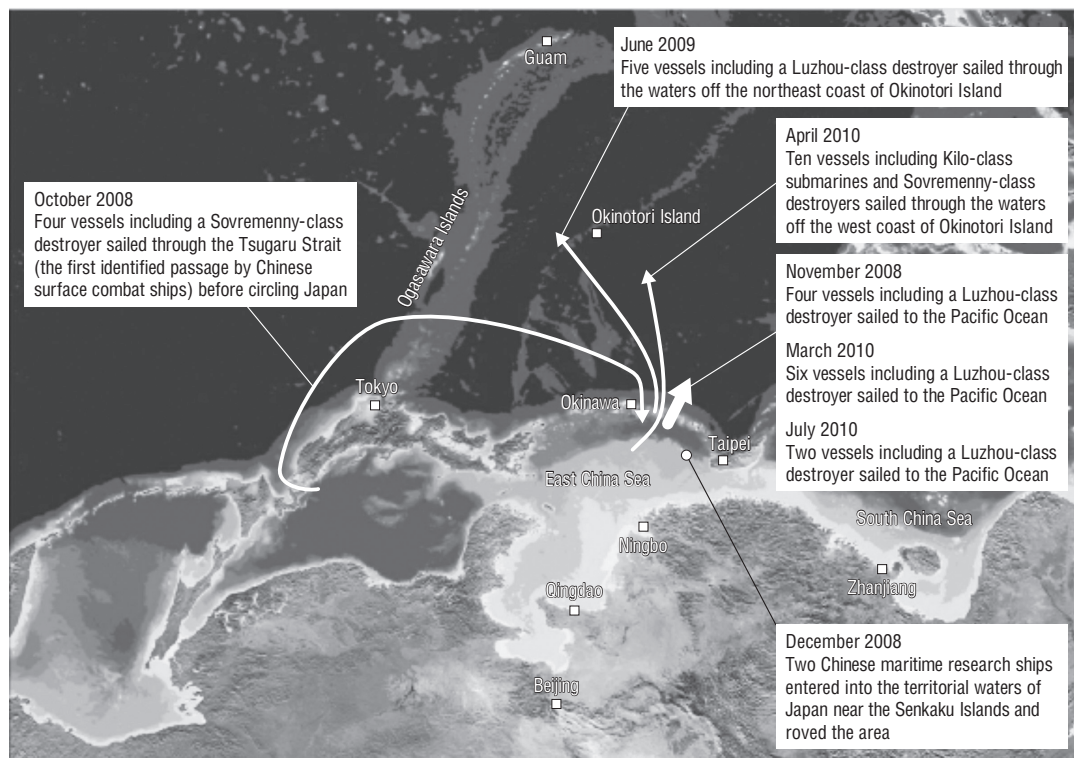 Guam
June 2009
Five vessels including a Luzhou-class destroyer sailed through
the waters off the northeast coast of Okinotori Island
April 2010
Ten vessels including Kilo-class
submarines and Sovremenny-class
destroyers sailed through the waters
off the west coast of Okinotori Island
October 2008
Four vessels including a Sovremenny-class
destroyer sailed through the Tsugaru Strait
(the first identified passage by Chinese
surface combat ships) before circling Japan
Ogasawara Islands
Okinotori Island
November 2008
Four vessels including a Luzhou-class
destroyer sailed to the Pacific Ocean
March 2010
Six vessels including a Luzhou-class
destroyer sailed to the Pacific Ocean
July 2010
Two vessels including a Luzhou-class
destroyer sailed to the Pacific Ocean
Tokyo
Okinawa
Taipei
East China Sea
South China Sea
Ningbo
Zhanjiang
Qingdao
Beijing
December 2008
Two Chinese maritime research ships
entered into the territorial waters of
Japan near the Senkaku Islands and
roved the area